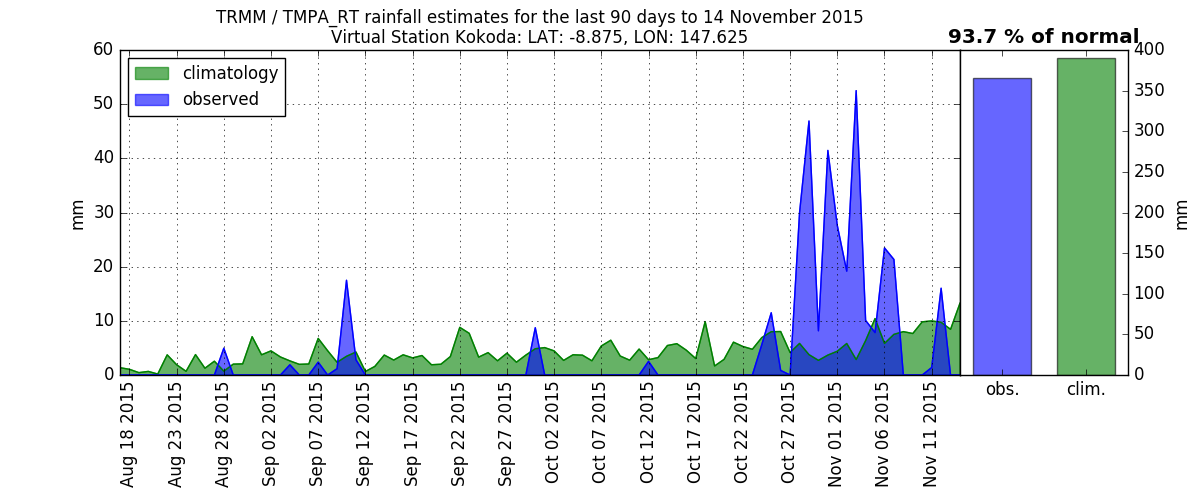 TRMM / TMPA_RT rainfall estimates for the last 90 days to 14 November 2015
Virtual Station Kokoda: LAT: -8.875, LON: 147.625
93.7 % of normal
climatology
observed
60
50
40
30
20
10
0
mm
400
350
300
250
200
150
100
50
0
mm
obs.
clim.
Aug 18 2015
Aug 23 2015
Aug 28 2015
Sep 02 2015
Sep 07 2015
Sep 12 2015
Sep 17 2015
Sep 22 2015
Sep 27 2015
Oct 02 2015
Oct 07 2015
Oct 12 2015
Oct 17 2015
Oct 22 2015
Oct 27 2015
Nov 01 2015
Nov 06 2015
Nov 11 2015